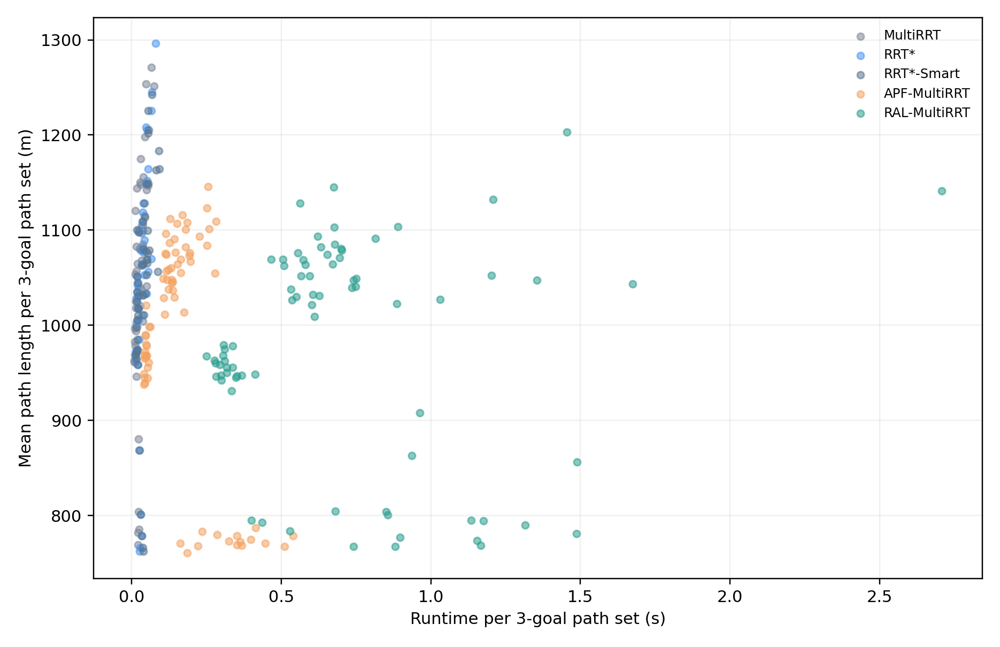 1300
1200
1100
1000
900
800
Mean path length per 3-goal path set (m)
MultiRRT
RRT*
RRT*-Smart
APF-MultiRRT
RAL-MultiRRT
0.0 0.5 1.0 1.5 2.0 2.5
Runtime per 3-goal path set (s)